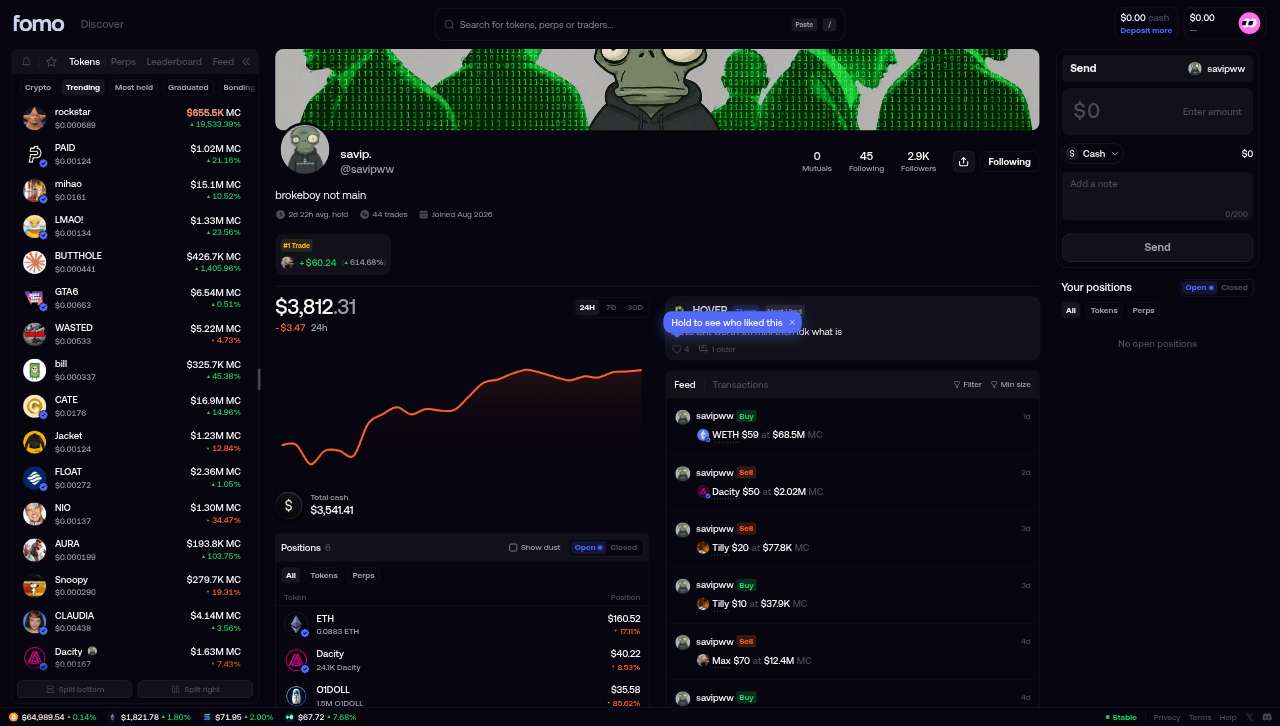 fomo
Discover
Search for tokens, perps or traders...
Paste
/
$0.00 cash
Deposit more
$0.00
—
Tokens Perps Leaderboard Feed
Crypto Trending Most held Graduated Bonding
rockstar $655.5K MC
$0.000689 19,533.39%
PAID $1.02M MC
$0.00124 21.16%
mihao $15.1M MC
$0.0161 10.52%
LMAO! $1.33M MC
$0.00134 23.56%
BUTTHOLE $426.7K MC
$0.000441 1,405.96%
GTA6 $6.54M MC
$0.00663 0.51%
WASTED $5.22M MC
$0.00533 4.73%
bill $325.7K MC
$0.000337 45.38%
CATE $16.9M MC
$0.0176 14.96%
Jacket $1.23M MC
$0.00124 12.84%
FLOAT $2.36M MC
$0.00272 1.05%
NIO $1.30M MC
$0.00137 34.47%
AURA $193.8K MC
$0.000199 103.75%
Snoopy $279.7K MC
$0.000290 19.31%
CLAUDIA $4.14M MC
$0.00438 3.56%
Dacity $1.63M MC
$0.00167 7.43%
Split bottom Split right
savip.
@savipww
0 45 2.9K
Mutuals Following Followers
Following
brokeboy not main
2d 22h avg. hold 44 trades Joined Aug 2026
#1 Trade
+$60.24 614.68%
$3,812.31
-$3.47 24h
24H 7D 30D
Total cash
$3,541.41
Positions 6
Show dust
Open Closed
All Tokens Perps
Token Position
ETH $160.52
0.0883 ETH 17.11%
Dacity $40.22
24.1K Dacity 8.53%
O1DOLL $35.58
1.5M O1DOLL 85.62%
HOVER
Hold to see who liked this ×
idk what is
4 1 older
Feed Transactions
Filter Min size
savipww Buy 1d
WETH $59 at $68.5M MC
savipww Sell 2d
Dacity $50 at $2.02M MC
savipww Sell 3d
Tilly $20 at $77.8K MC
savipww Buy 3d
Tilly $10 at $37.9K MC
savipww Sell 4d
Max $70 at $12.4M MC
savipww Buy 4d
Send savipww
$0 Enter amount
$ Cash $0
Add a note
0/200
Send
Your positions Open Closed
All Tokens Perps
No open positions
$64,989.54 0.14% $1,821.78 1.80% $71.95 2.00% $67.72 7.68%
Stable Privacy Terms Help